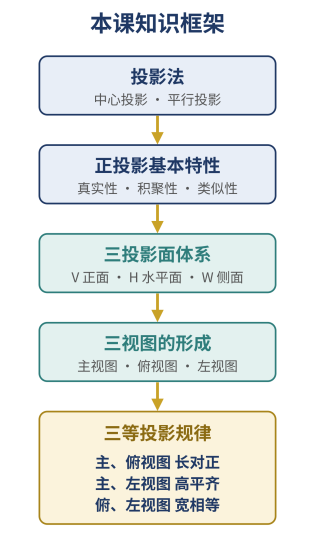 本课知识框架
投影法
中心投影 · 平行投影
正投影基本特性
真实性 · 积聚性 · 类似性
三投影面体系
V 正面 · H 水平面 · W 侧面
三视图的形成
主视图 · 俯视图 · 左视图
三等投影规律
主、俯视图 长对正
主、左视图 高平齐
俯、左视图 宽相等